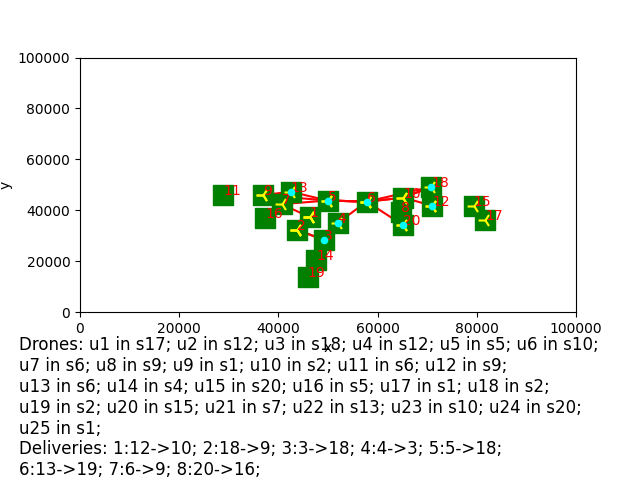 100000
80000
60000
40000
20000
0
y
18
11
15
17
19
0
20000
40000
60000
80000
100000
x
Drones: u1 in s17; u2 in s12; u3 in s18; u4 in s12; u5 in s5; u6 in s10;
u7 in s6; u8 in s9; u9 in s1; u10 in s2; u11 in s6; u12 in s9;
u13 in s6; u14 in s4; u15 in s20; u16 in s5; u17 in s1; u18 in s2;
u19 in s2; u20 in s15; u21 in s7; u22 in s13; u23 in s10; u24 in s20;
u25 in s1;
Deliveries: 1:12->10; 2:18->9; 3:3->18; 4:4->3; 5:5->18;
6:13->19; 7:6->9; 8:20->16;